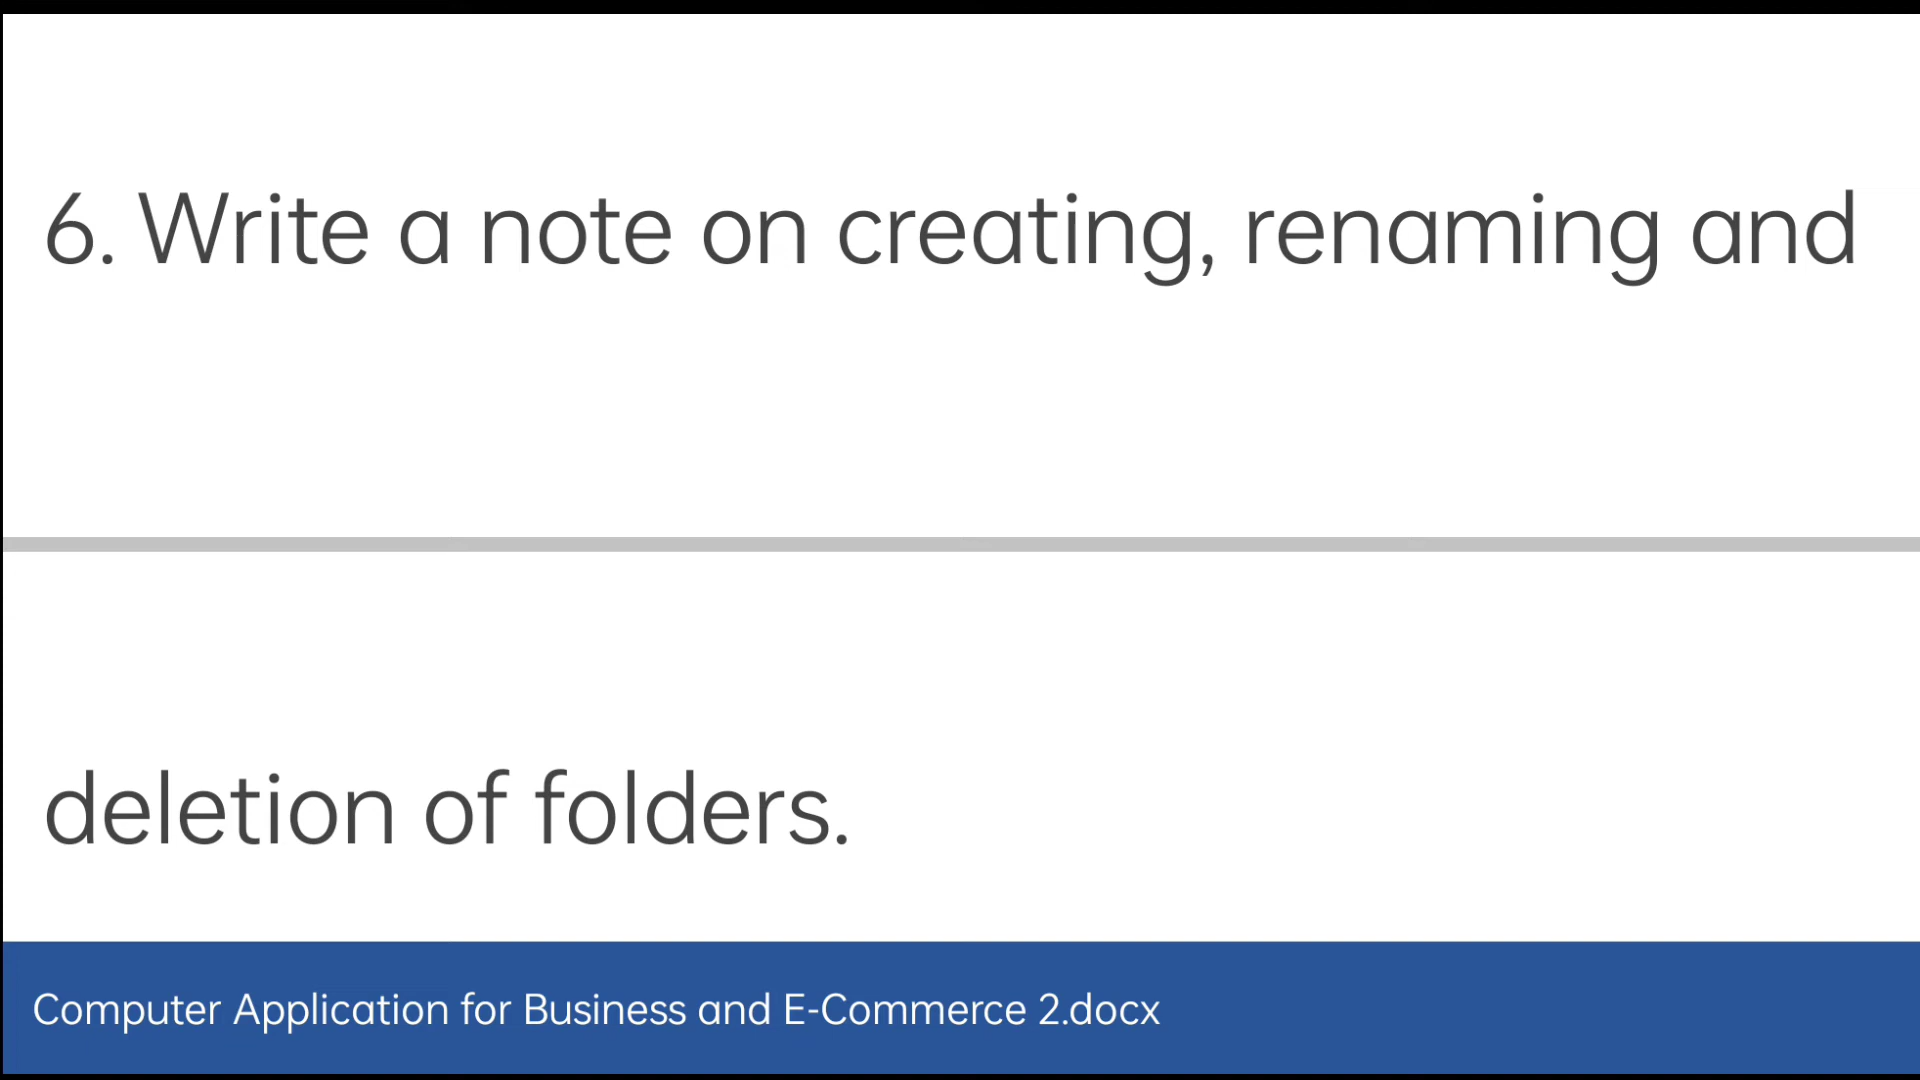 6. Write a note on creating, renaming and
deletion of folders.
Computer Application for Business and E-Commerce 2.docx